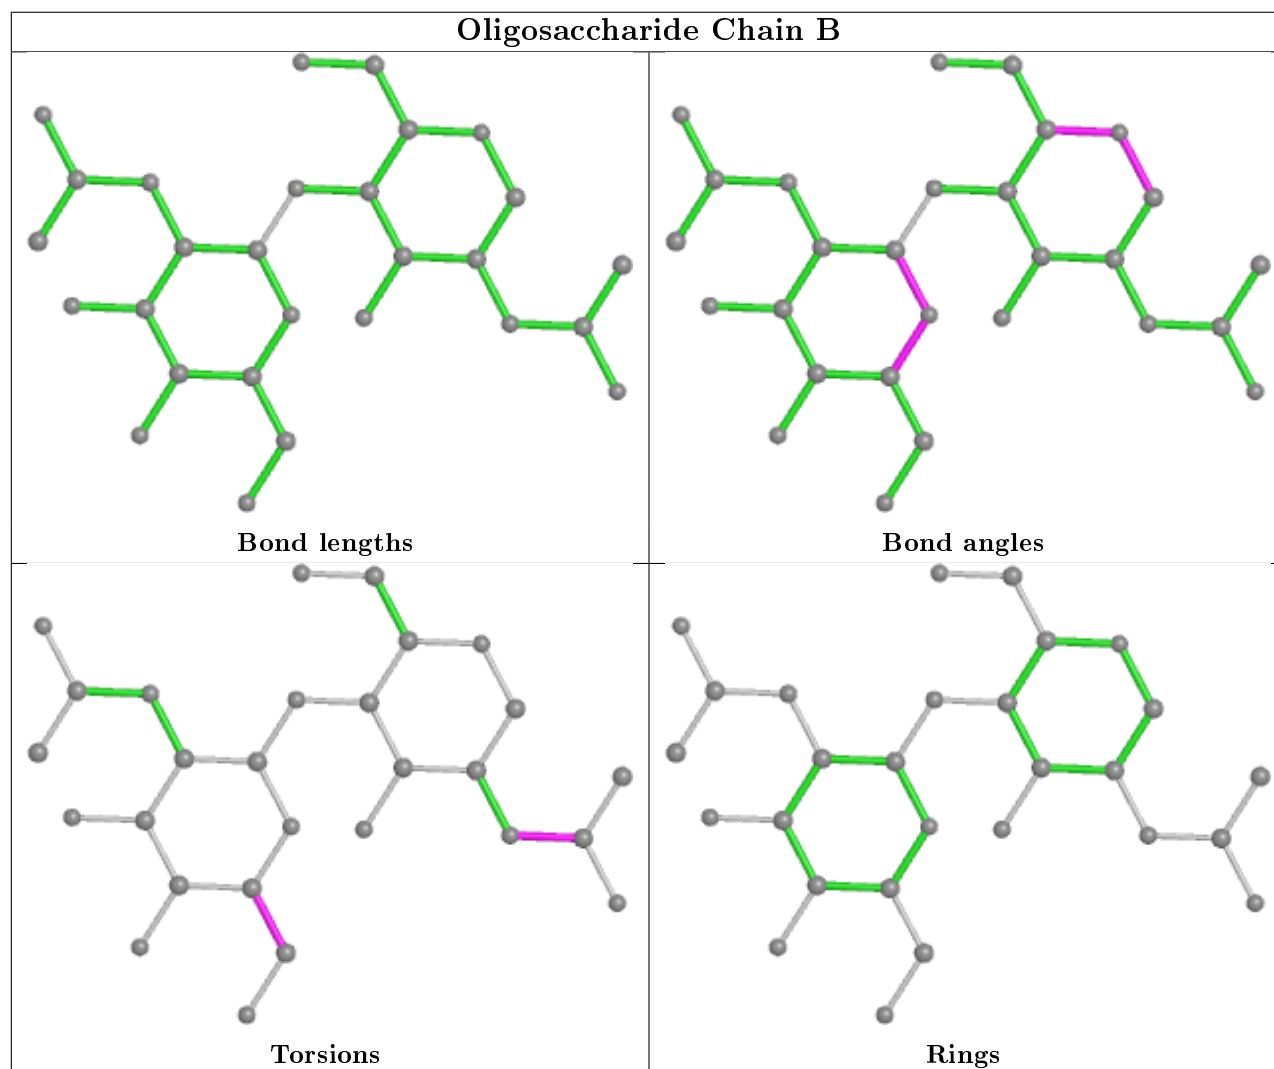 Oligosaccharide Chain B
Bond lengths
Bond angles
Torsions
Rings